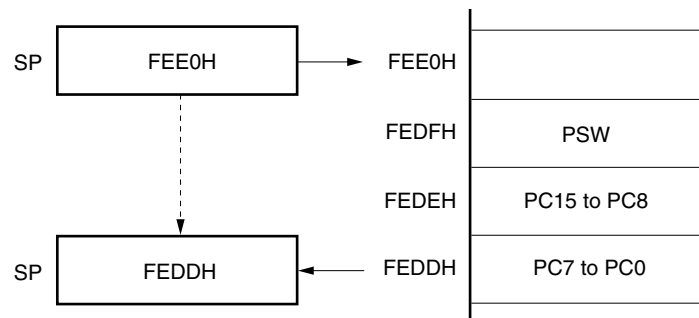 SP FEE0H FEE0H
FEDFH PSW
FEDEH PC15 to PC8
SP FEDDH FEDDH PC7 to PC0